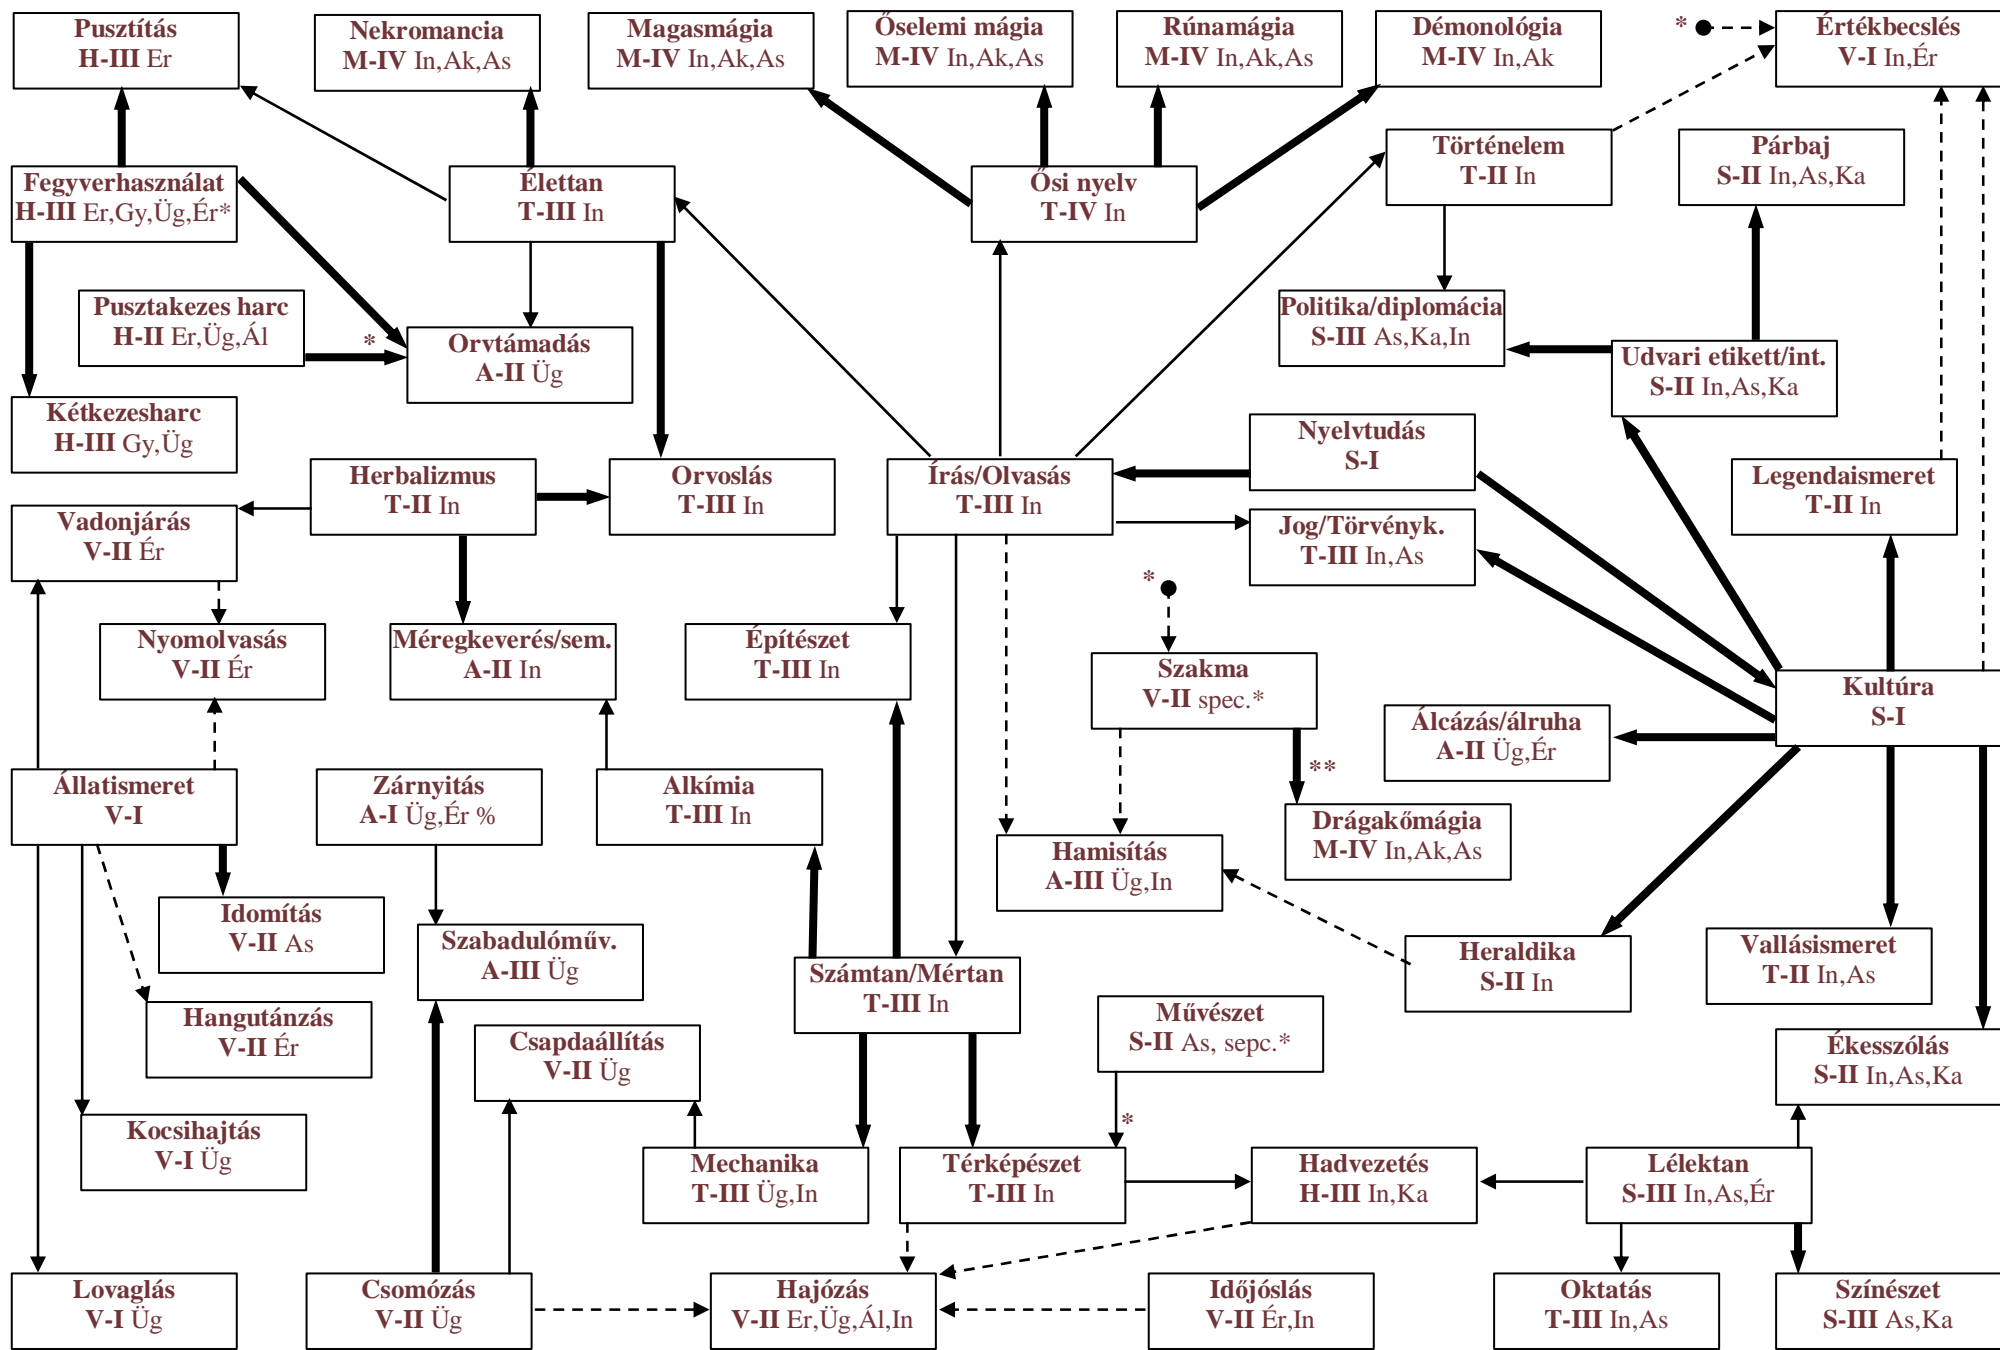 Pusztítás
H-III Er
Nekromancia
M-IV In,Ak,As
Magasmágia
M-IV In,Ak,As
Őselemi mágia
M-IV In,Ak,As
Rúnamágia
M-IV In,Ak,As
Démonológia
M-IV In,Ak
*
Értékbecslés
V-I In,Ér
Történelem
T-II In
Párbaj
S-II In,As,Ka
Fegyverhasználat
H-III Er,Gy,Üg,Ér*
Élettan
T-III In
Ősi nyelv
T-IV In
Pusztakezes harc
H-II Er,Üg,Ál
*
Orvtámadás
A-II Üg
Politika/diplomácia
S-III As,Ka,In
Udvari etikett/int.
S-II In,As,Ka
Kétkezesharc
H-III Gy,Üg
Nyelvtudás
S-I
Herbalizmus
T-II In
Orvoslás
T-III In
Írás/Olvasás
T-III In
Legendaismeret
T-II In
Vadonjárás
V-II Ér
Jog/Törvényk.
T-III In,As
*
Nyomolvasás
V-II Ér
Méregkeverés/sem.
A-II In
Építészet
T-III In
Szakma
V-II spec.*
Kultúra
S-I
Álcázás/álruha
A-II Üg,Ér
**
Állatismeret
V-I
Zárnyitás
A-I Üg,Ér %
Alkímia
T-III In
Drágakőmágia
M-IV In,Ak,As
Hamisítás
A-III Üg,In
Idomítás
V-II As
Szabadulóműv.
A-III Üg
Heraldika
S-II In
Vallásismeret
T-II In,As
Számtan/Mértan
T-III In
Hangutánzás
V-II Ér
Művészet
S-II As, sepc.*
Csapdaállítás
V-II Üg
Ékesszólás
S-II In,As,Ka
Kocsihajtás
V-I Üg
*
Mechanika
T-III Üg,In
Térképészet
T-III In
Hadvezetés
H-III In,Ka
Lélektan
S-III In,As,Ér
Lovaglás
V-I Üg
Csomózás
V-II Üg
Hajózás
V-II Er,Üg,Ál,In
Időjóslás
V-II Ér,In
Oktatás
T-III In,As
Színészet
S-III As,Ka